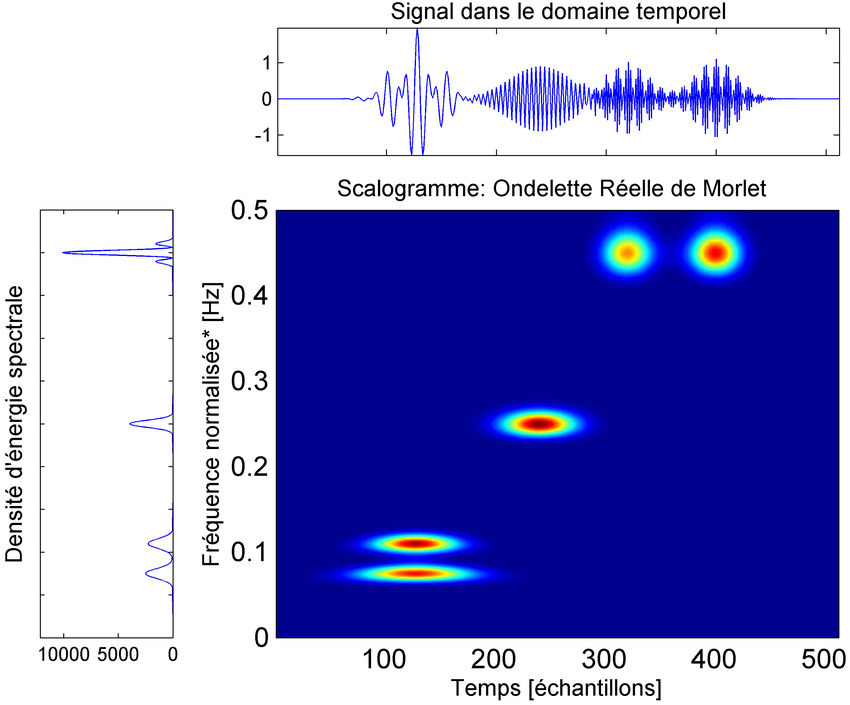 Signal dans le domaine temporel
1
0
-1
Scalogramme: Ondelette Réelle de Morlet
Densité d'énergie spectrale
10000 5000 0
Fréquence normalisée* [Hz]
0.5
0.4
0.3
0.2
0.1
0
100 200 300 400 500
Temps [échantillons]